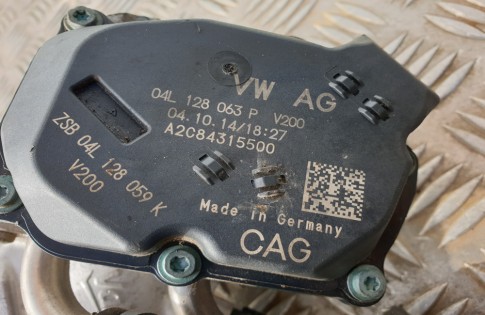 VW AG
04L 128 063 P V200
04.10.14/18:27
A2C84315500
ZSB 04L 128 059 K
V200
Made in Germany
CAG